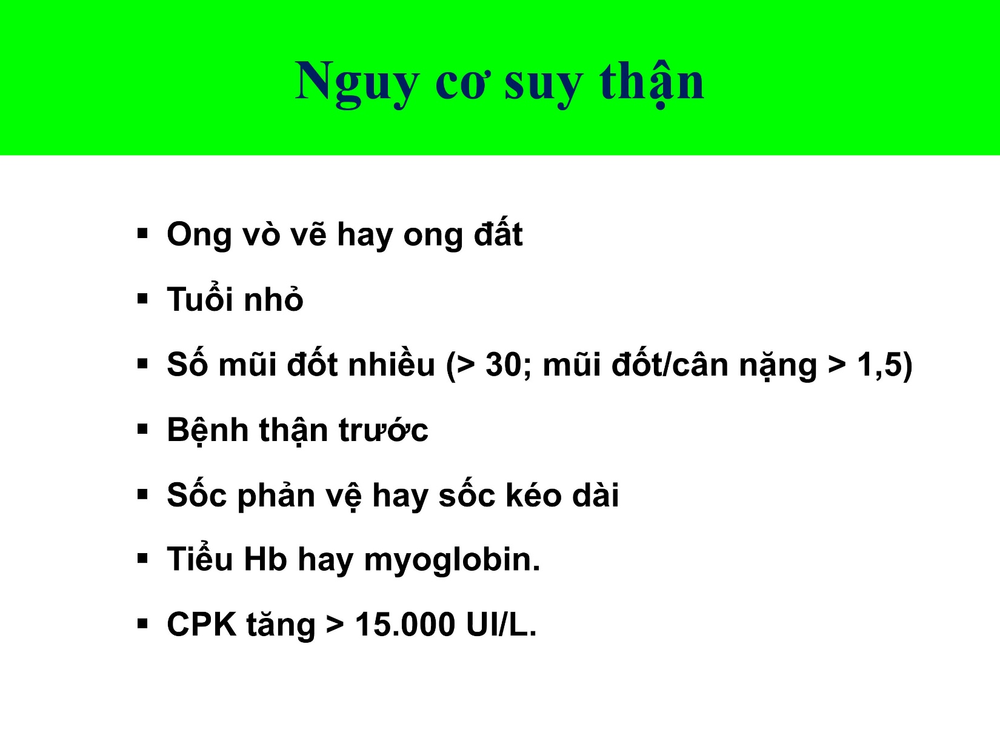 Nguy cơ suy thận
▪ Ong vò vẽ hay ong đất
▪ Tuổi nhỏ
▪ Số mũi đốt nhiều (> 30; mũi đốt/cân nặng > 1,5)
▪ Bệnh thận trước
▪ Sốc phản vệ hay sốc kéo dài
▪ Tiểu Hb hay myoglobin.
▪ CPK tăng > 15.000 UI/L.